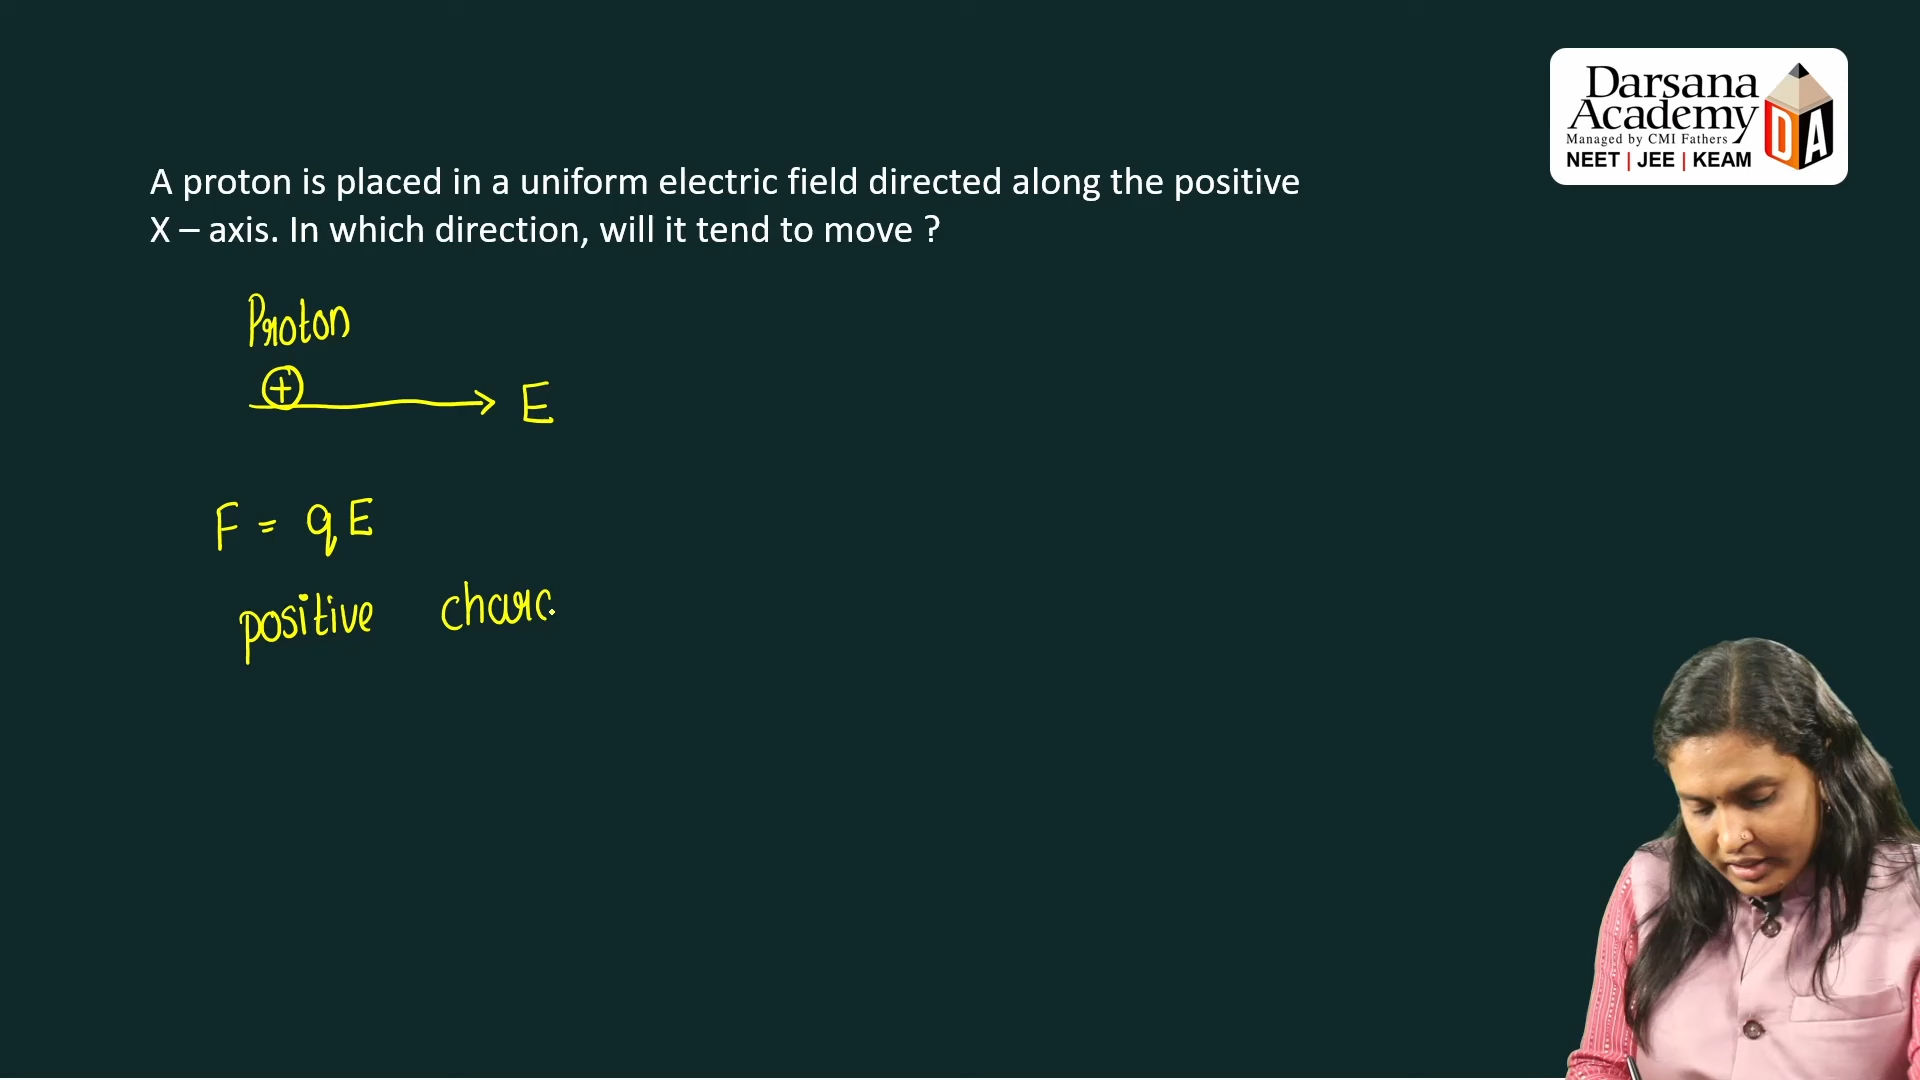 Darsana
Academy
Managed by CMI Fathers
NEET | JEE | KEAM
DA
A proton is placed in a uniform electric field directed along the positive
X – axis. In which direction, will it tend to move ?
Proton
+
E
F = qE
positive charc